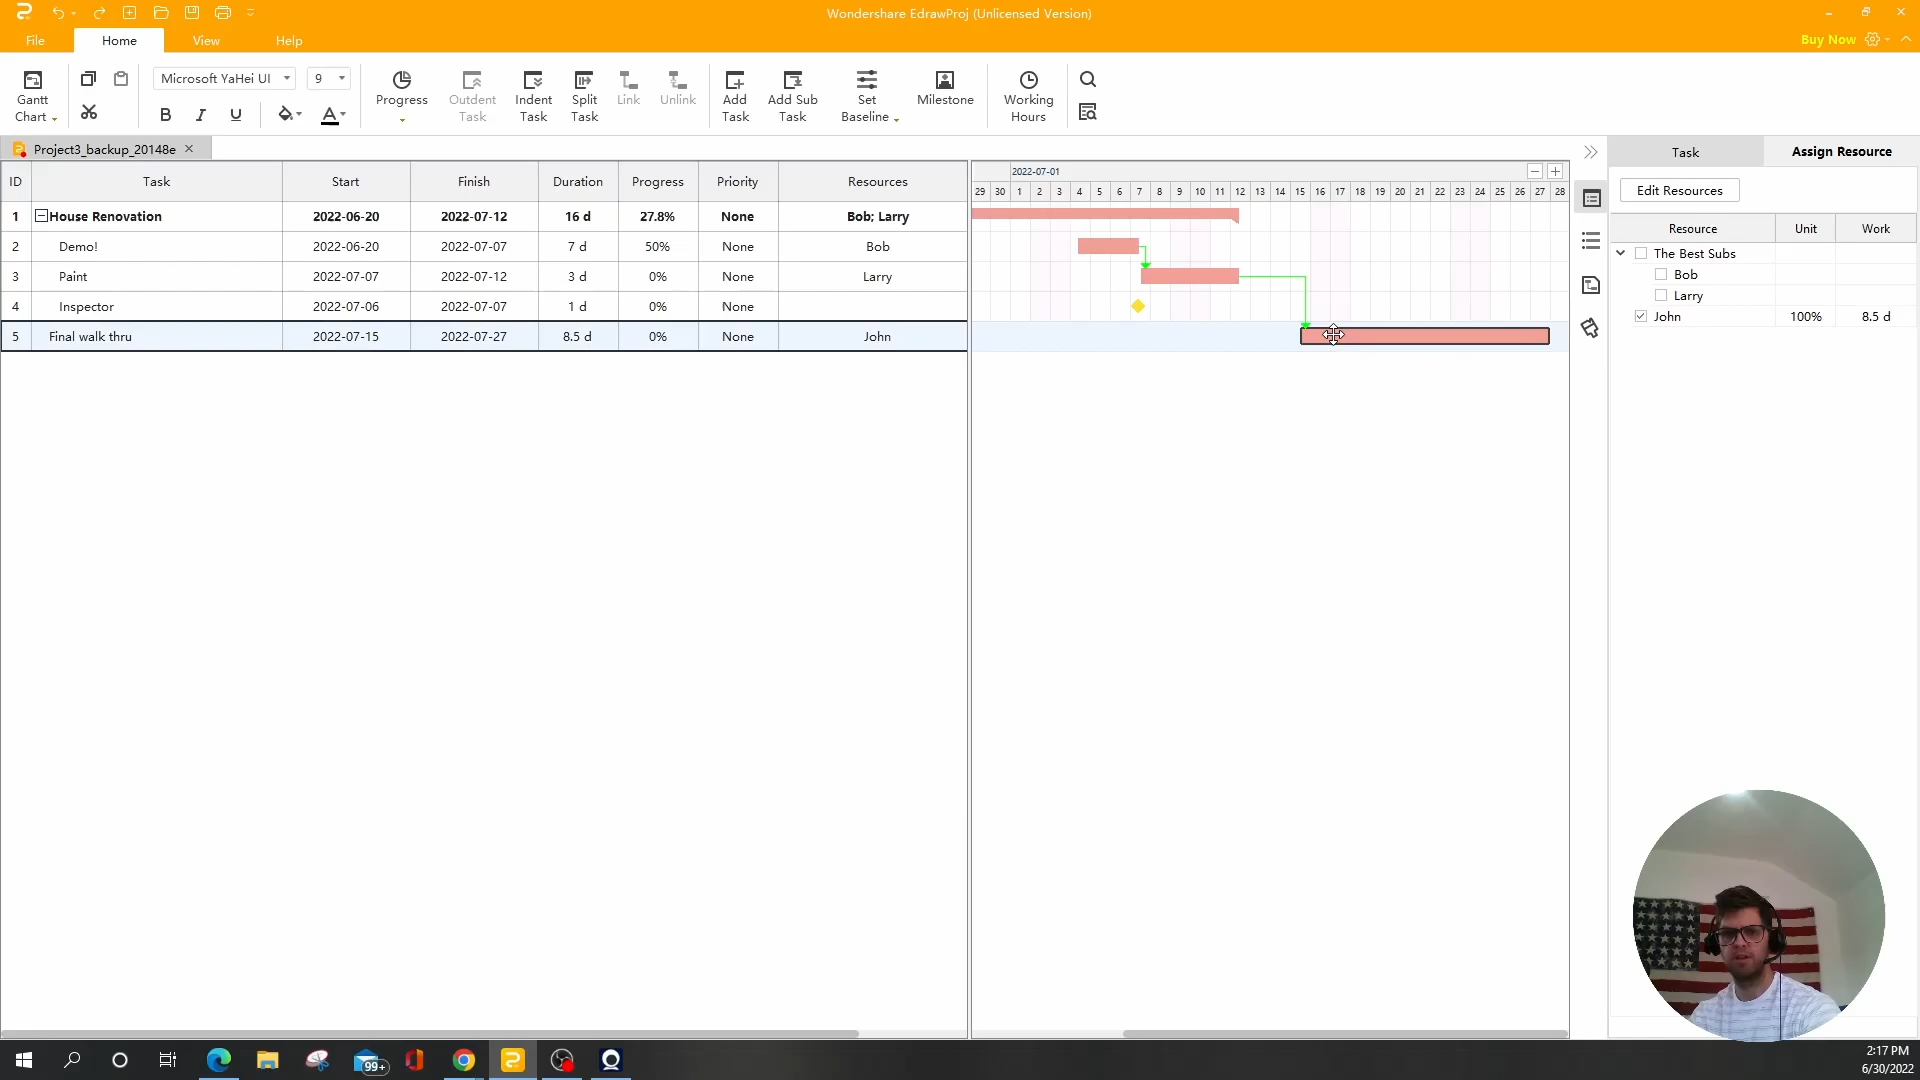 Wondershare EdrawProj (Unlicensed Version)
File
Home
View
Help
Buy Now
Gantt Chart
Microsoft YaHei UI
9
B
I
U
A
Progress
Outdent Task
Indent Task
Split Task
Link
Unlink
Add Task
Add Sub Task
Set Baseline
Milestone
Working Hours
Project3_backup_20148e
ID Task Start Finish Duration Progress Priority Resources
1 House Renovation 2022-06-20 2022-07-12 16 d 27.8% None Bob; Larry
2 Demo! 2022-06-20 2022-07-07 7 d 50% None Bob
3 Paint 2022-07-07 2022-07-12 3 d 0% None Larry
4 Inspector 2022-07-06 2022-07-07 1 d 0% None
5 Final walk thru 2022-07-15 2022-07-27 8.5 d 0% None John
2022-07-01
29 30 1 2 3 4 5 6 7 8 9 10 11 12 13 14 15 16 17 18 19 20 21 22 23 24 25 26 27 28
Task
Assign Resource
Edit Resources
Resource Unit Work
The Best Subs
Bob
Larry
John 100% 8.5 d
99+
2:17 PM
6/30/2022